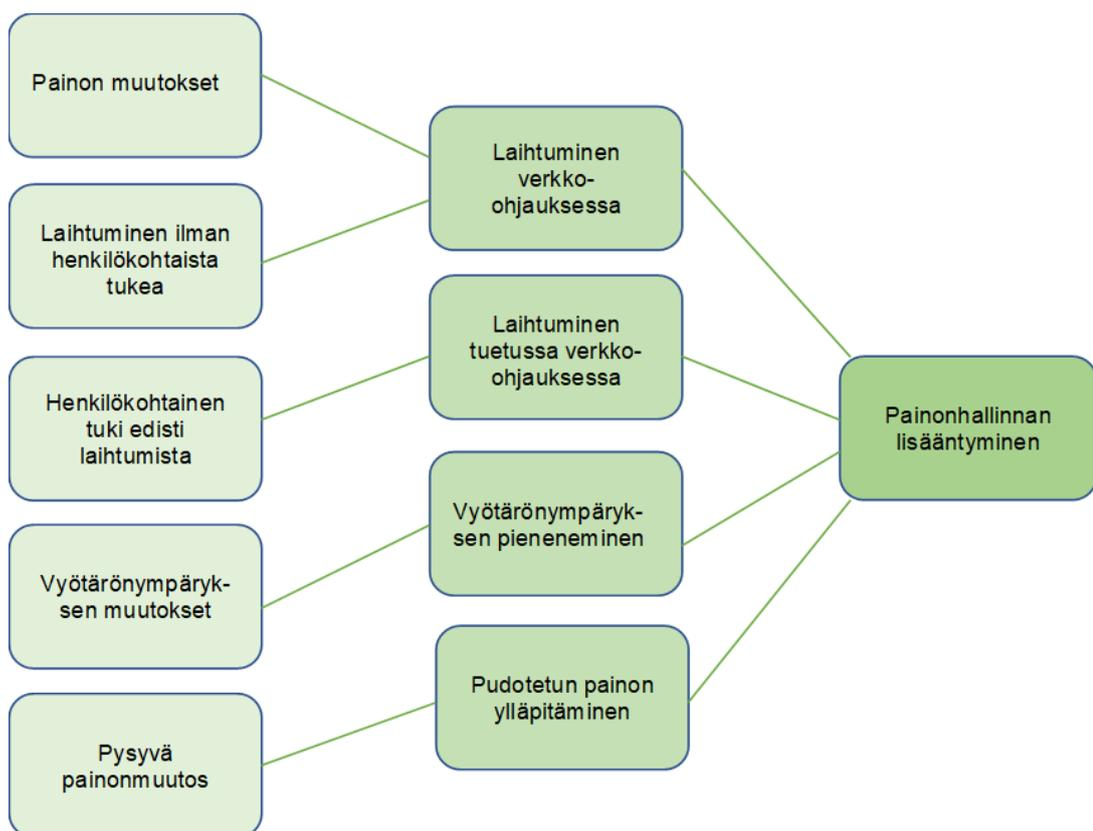 Painon muutokset
Laihtuminen ilman
henkilökohtaista
tukea
Henkilökohtainen
tuki edisti
laihtumista
Vyötärönympäryk-
sen muutokset
Pysyvä
painonmuutos
Laihtuminen
verkko-
ohjauksessa
Laihtuminen
tuetussa verkko-
ohjauksessa
Vyötärönympäryk-
sen pieneneminen
Pudotetun painon
ylläpitäminen
Painonhallinnan
lisääntyminen